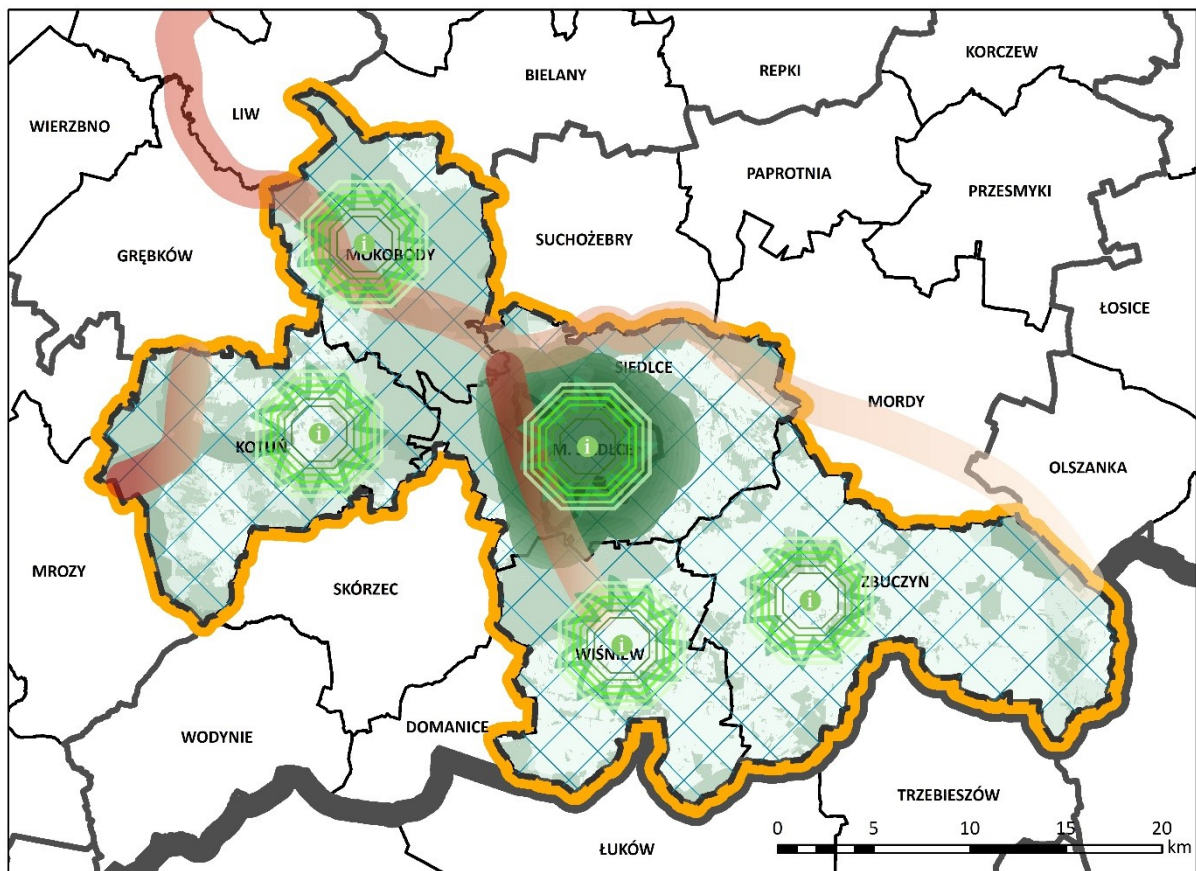 KORCZEW
BIELANY
REPKI
LIW
WIERZBNO
PAPROTNIA
PRZESMYKI
SUCHOŻEBRY
GRĘBKÓW
i
MOKOBODY
ŁOSICE
SIEDLCE
MORDY
i
KOTUŃ
i
M. SIEDLCE
OLSZANKA
MROZY
SKÓRZEC
ZBUCZYN
i
i
WIŚNIEW
DOMANICE
WODYNIE
TRZEBIESZÓW
0 5 10 15 20
km
ŁUKÓW